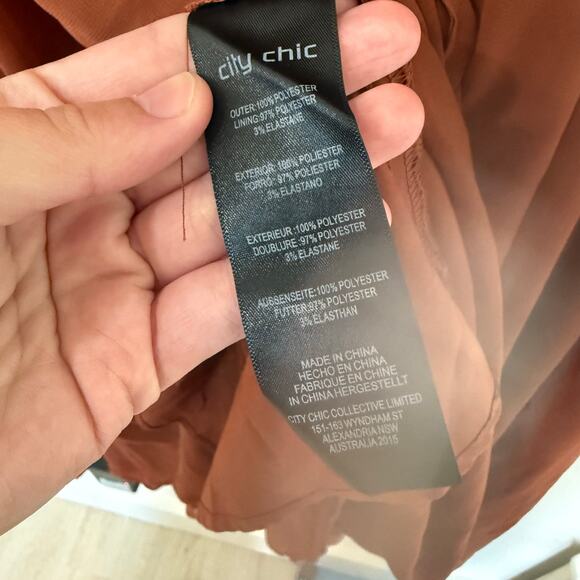 city chic
OUTER:100% POLYESTER
LINING:97% POLYESTER
3% ELASTANE
EXTERIOR: 100% POLIESTER
FORRO: 97% POLIESTER
3% ELASTANO
EXTERIEUR:100% POLYESTER
DOUBLURE:97% POLYESTER
3% ELASTANE
AUßENSEITE:100% POLYESTER
FUTTER:97% POLYESTER
3% ELASTHAN
MADE IN CHINA
HECHO EN CHINA
FABRIQUE EN CHINE
IN CHINA HERGESTELLT
CITY CHIC COLLECTIVE LIMITED
151-163 WYNDHAM ST
ALEXANDRIA NSW
AUSTRALIA 2015